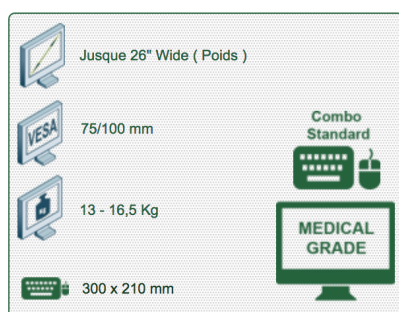 Jusque 26" Wide ( Poids )
VESA
75/100 mm
KG
13 - 16,5 Kg
300 x 210 mm
Combo
Standard
MEDICAL
GRADE